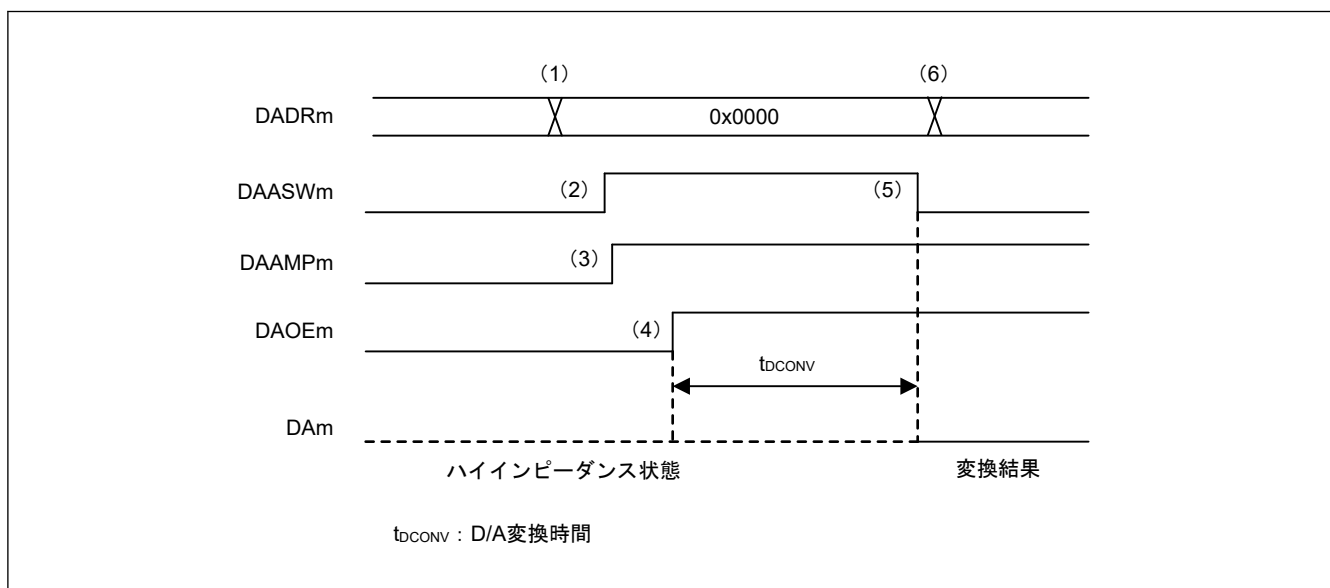 （1） （6）
DADRm 0x0000
DAASWm （2） （5）
DAAMPm （3）
DAOEm （4）
tDCONV
DAm
ハイインピーダンス状態 変換結果
tDCONV：D/A変換時間